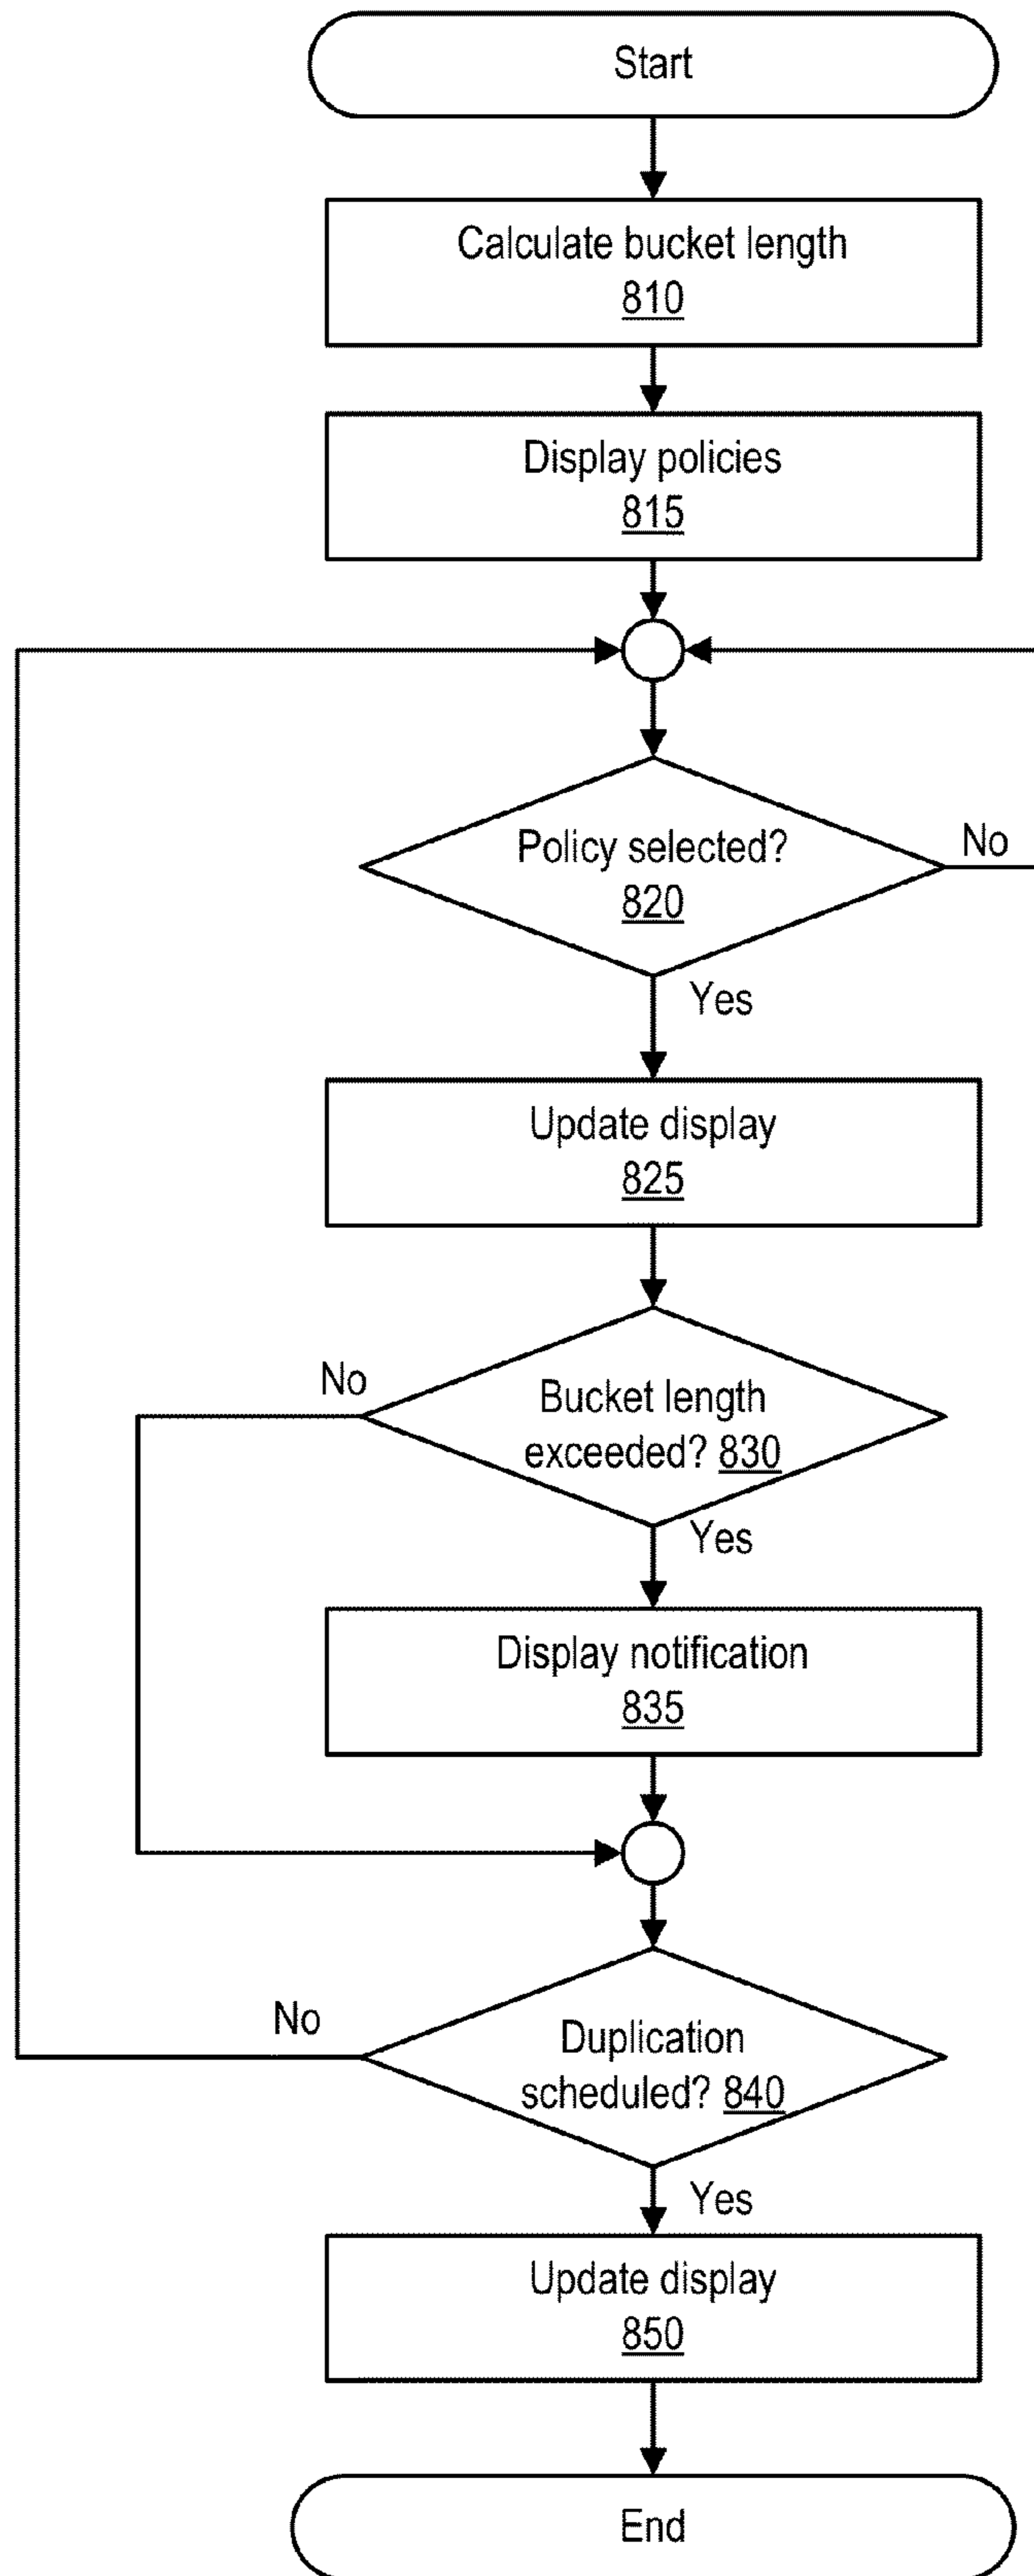 Start
Calculate bucket length
810
Display policies
815
Policy selected?
820
No
Yes
Update display
825
No
Bucket length
exceeded? 830
Yes
Display notification
835
No
Duplication
scheduled? 840
Yes
Update display
850
End